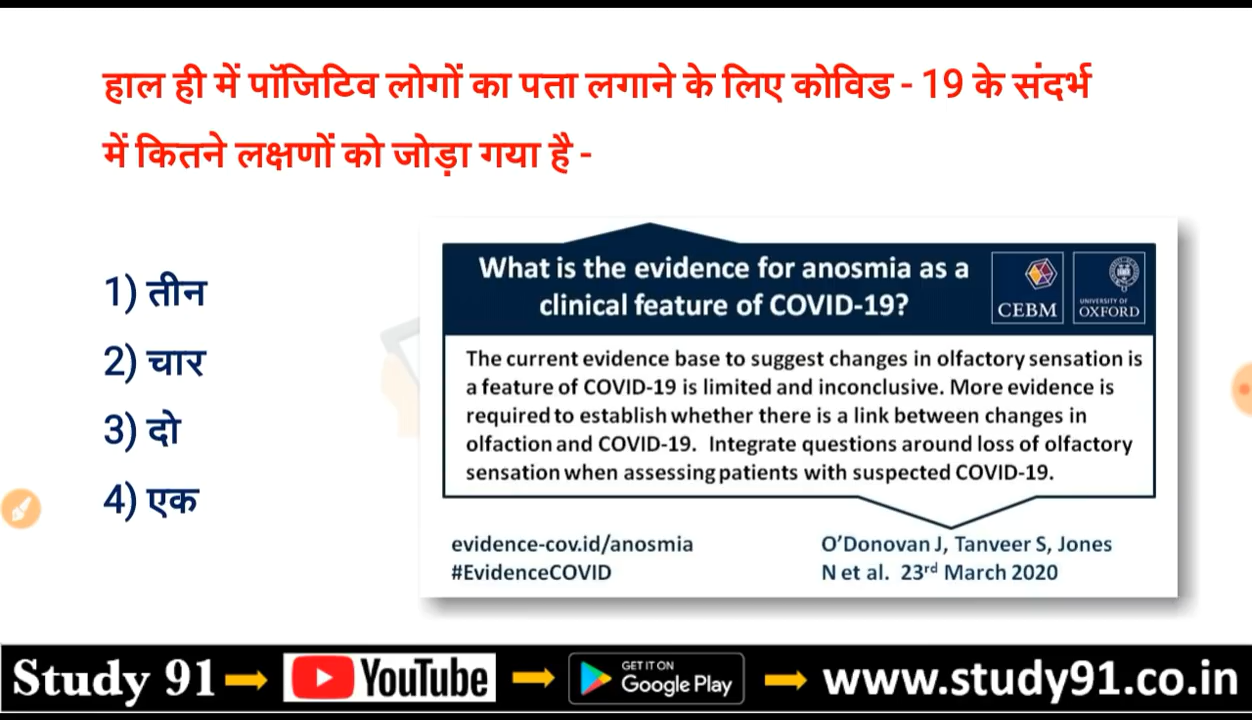 हाल ही में पॉजिटिव लोगों का पता लगाने के लिए कोविड - 19 के संदर्भ
में कितने लक्षणों को जोड़ा गया है -
1) तीन
2) चार
3) दो
4) एक
What is the evidence for anosmia as a
clinical feature of COVID-19?
CEBM
UNIVERSITY OF
OXFORD
The current evidence base to suggest changes in olfactory sensation is
a feature of COVID-19 is limited and inconclusive. More evidence is
required to establish whether there is a link between changes in
olfaction and COVID-19. Integrate questions around loss of olfactory
sensation when assessing patients with suspected COVID-19.
evidence-cov.id/anosmia
#EvidenceCOVID
O'Donovan J, Tanveer S, Jones
N et al. 23rd March 2020
Study 91
YouTube
GET IT ON
Google Play
www.study91.co.in